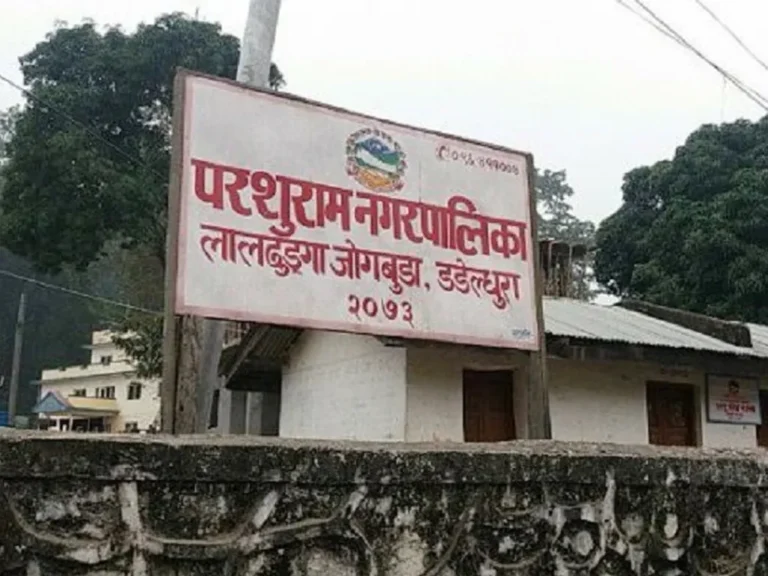 परशुराम नगरपालिका
लालढुङ्गा जोगबुडा, डडेल्धुरा
२०७३